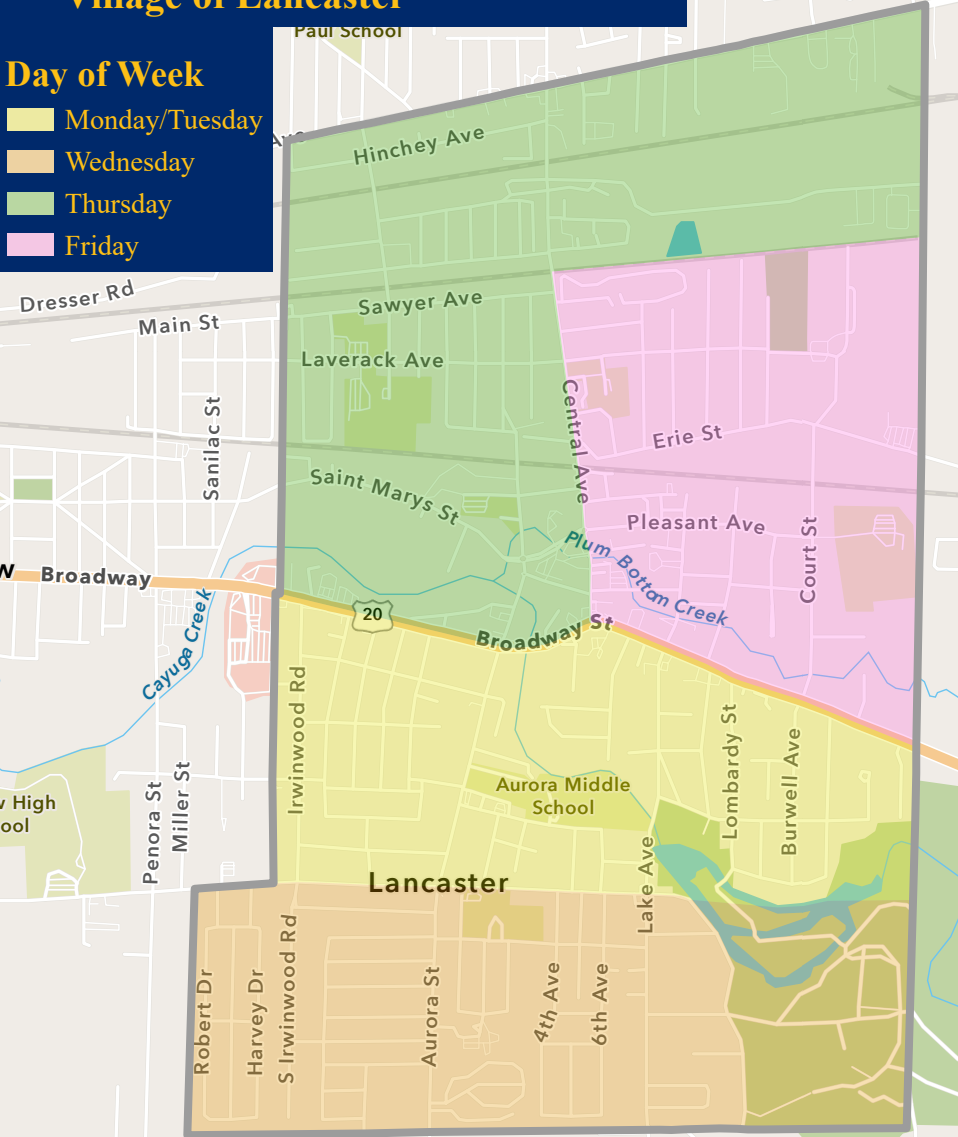 Village of Lancaster
Paul School
Day of Week
Monday/Tuesday
Wednesday
Thursday
Friday
Ave
Hinchey Ave
Dresser Rd
Main St
Sawyer Ave
Laverack Ave
Sanilac St
Central Ave
Erie St
Saint Marys St
Pleasant Ave
Court St
Plum Bottom Creek
W Broadway
20
Broadway St
Cayuga Creek
Irwinwood Rd
Lombardy St
Burwell Ave
Aurora Middle
School
w High
ool
Penora St
Miller St
Lake Ave
Lancaster
Robert Dr
Harvey Dr
S Irwinwood Rd
Aurora St
4th Ave
6th Ave